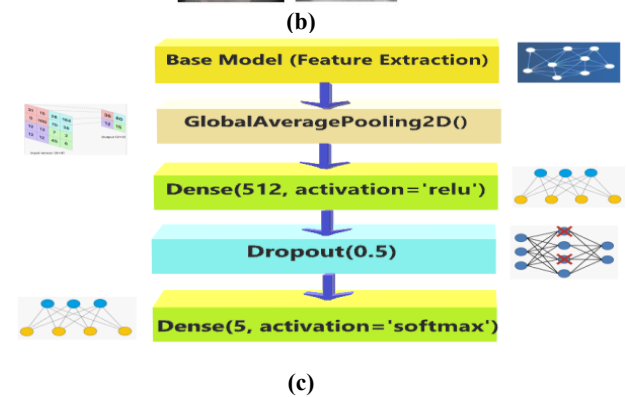 (b)
Base Model (Feature Extraction)
GlobalAveragePooling2D()
Dense(512, activation='relu')
Dropout(0.5)
Dense(5, activation='softmax')
(c)